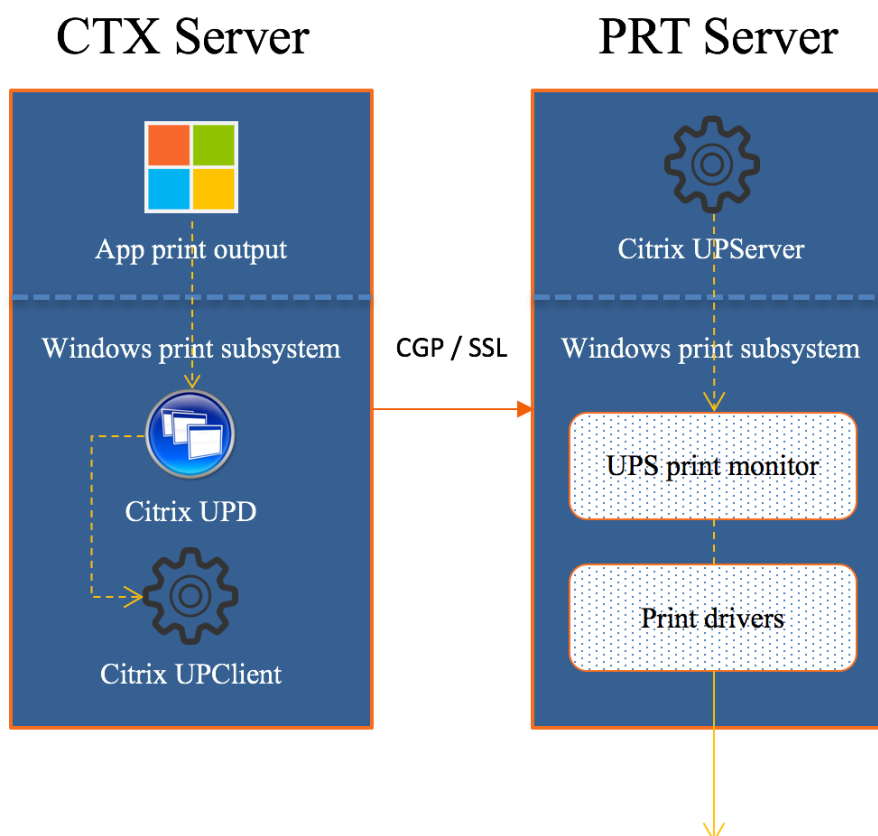 CTX Server
PRT Server
App print output
Windows print subsystem
Citrix UPD
Citrix UPClient
CGP / SSL
Citrix UPServer
Windows print subsystem
UPS print monitor
Print drivers